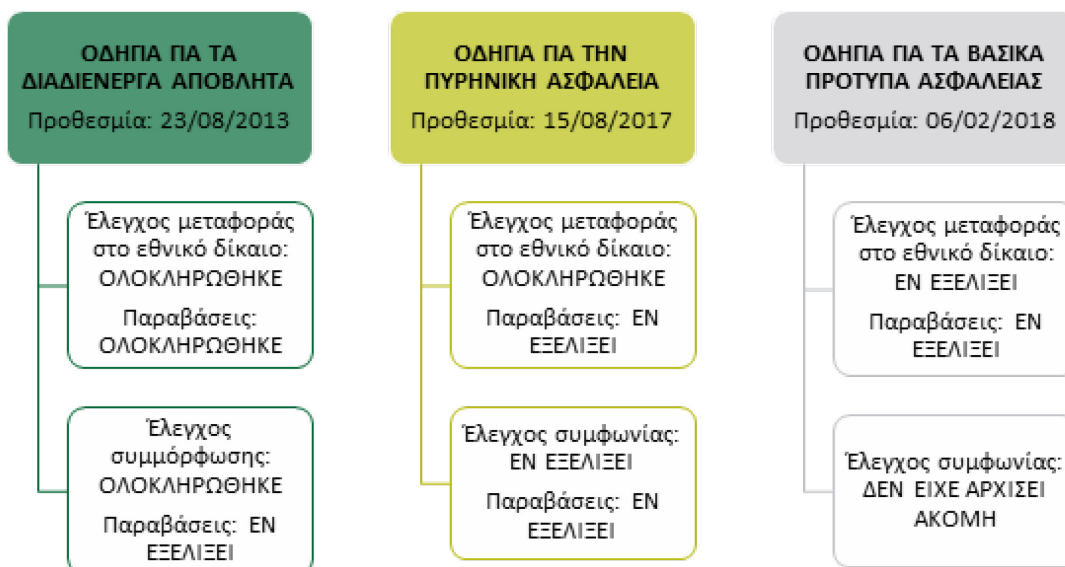 ΟΔΗΓΙΑ ΓΙΑ ΤΑ
ΔΙΑΔΙΕΝΕΡΓΑ ΑΠΟΒΛΗΤΑ
Προθεσμία: 23/08/2013
Έλεγχος μεταφοράς
στο εθνικό δίκαιο:
ΟΛΟΚΛΗΡΩΘΗΚΕ
Παραβάσεις:
ΟΛΟΚΛΗΡΩΘΗΚΕ
Έλεγχος
συμμόρφωσης:
ΟΛΟΚΛΗΡΩΘΗΚΕ
Παραβάσεις: ΕΝ
ΕΞΕΛΙΞΕΙ
ΟΔΗΓΙΑ ΓΙΑ ΤΗΝ
ΠΥΡΗΝΙΚΗ ΑΣΦΑΛΕΙΑ
Προθεσμία: 15/08/2017
Έλεγχος μεταφοράς
στο εθνικό δίκαιο:
ΟΛΟΚΛΗΡΩΘΗΚΕ
Παραβάσεις: ΕΝ
ΕΞΕΛΙΞΕΙ
Έλεγχος συμφωνίας:
ΕΝ ΕΞΕΛΙΞΕΙ
Παραβάσεις: ΕΝ
ΕΞΕΛΙΞΕΙ
ΟΔΗΓΙΑ ΓΙΑ ΤΑ ΒΑΣΙΚΑ
ΠΡΟΤΥΠΑ ΑΣΦΑΛΕΙΑΣ
Προθεσμία: 06/02/2018
Έλεγχος μεταφοράς
στο εθνικό δίκαιο:
ΕΝ ΕΞΕΛΙΞΕΙ
Παραβάσεις: ΕΝ
ΕΞΕΛΙΞΕΙ
Έλεγχος συμφωνίας:
ΔΕΝ ΕΙΧΕ ΑΡΧΙΣΕΙ
ΑΚΟΜΗ